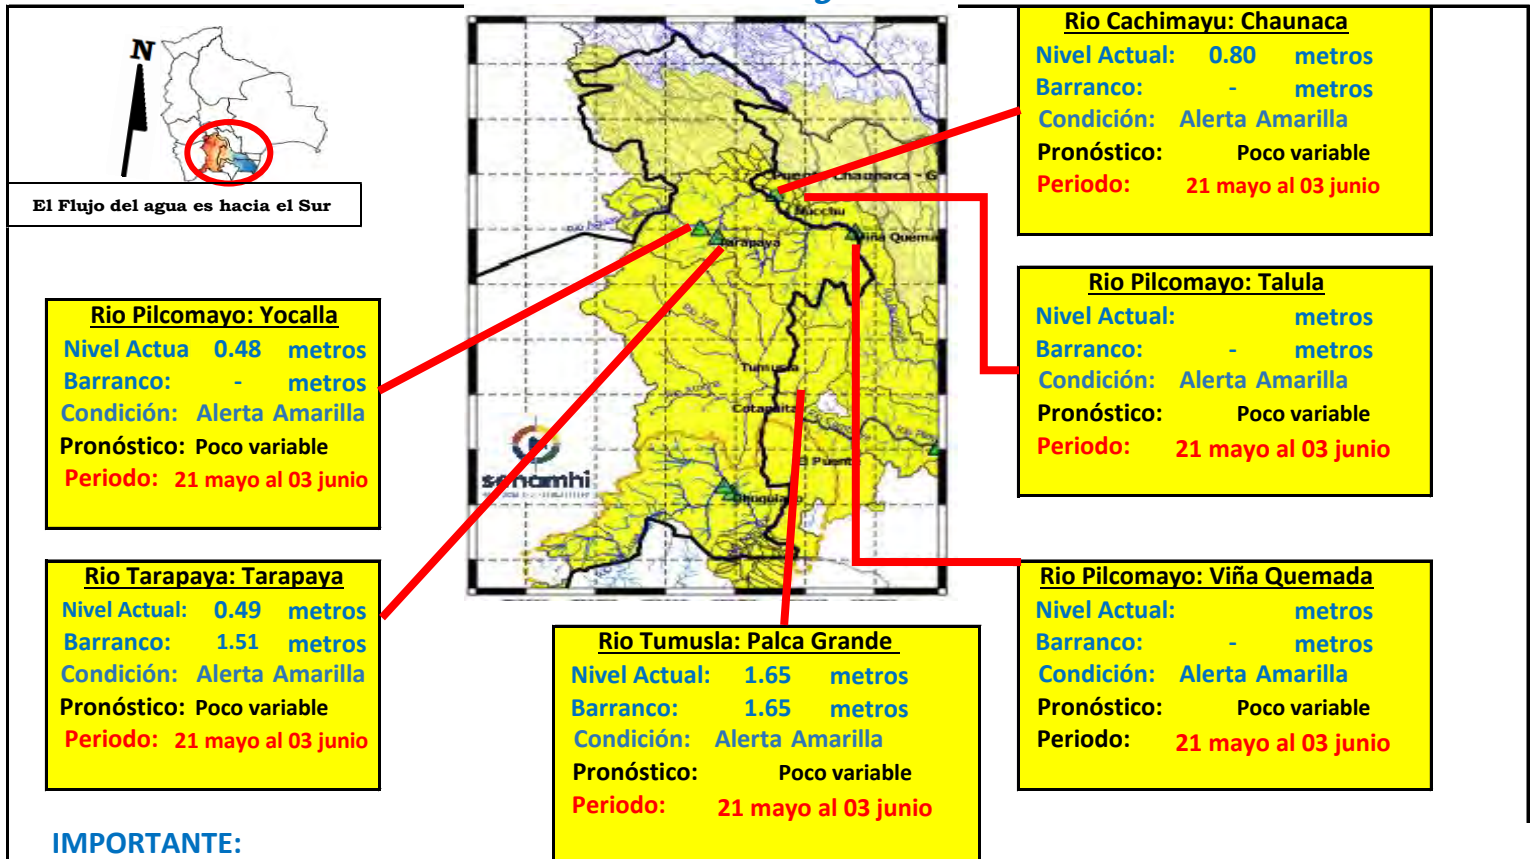 N
El Flujo del agua es hacia el Sur
Rio Cachimayu: Chaunaca
Nivel Actual: 0.80 metros
Barranco: - metros
Condición: Alerta Amarilla
Pronóstico: Poco variable
Periodo: 21 mayo al 03 junio
Rio Pilcomayo: Talula
Nivel Actual: metros
Barranco: - metros
Condición: Alerta Amarilla
Pronóstico: Poco variable
Periodo: 21 mayo al 03 junio
Rio Pilcomayo: Yocalla
Nivel Actua 0.48 metros
Barranco: - metros
Condición: Alerta Amarilla
Pronóstico: Poco variable
Periodo: 21 mayo al 03 junio
Rio Tarapaya: Tarapaya
Nivel Actual: 0.49 metros
Barranco: 1.51 metros
Condición: Alerta Amarilla
Pronóstico: Poco variable
Periodo: 21 mayo al 03 junio
Rio Tumusla: Palca Grande
Nivel Actual: 1.65 metros
Barranco: 1.65 metros
Condición: Alerta Amarilla
Pronóstico: Poco variable
Periodo: 21 mayo al 03 junio
Rio Pilcomayo: Viña Quemada
Nivel Actual: metros
Barranco: - metros
Condición: Alerta Amarilla
Pronóstico: Poco variable
Periodo: 21 mayo al 03 junio
Puente Chaunaca - G
Tarapaya
Viña Quema
Tumusla
Cotagaita
El Puente
senamhi
IMPORTANTE: